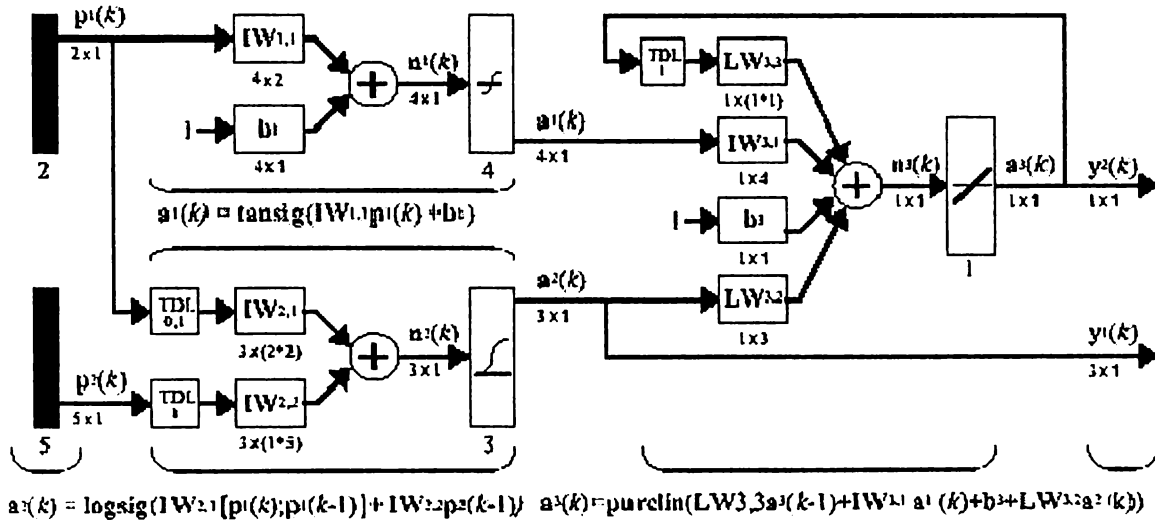 p¹(k)
2x1
2
IW1,1
4x2
1
b1
4x1
n¹(k)
4x1
4
a¹(k)
4x1
a¹(k) = tansig(IW1,1p¹(k) +b1)
TDL
0,1
IW2,1
3x(2*2)
p²(k)
5x1
5
TDL
1
IW2,2
3x(1*5)
n²(k)
3x1
3
a²(k)
3x1
TDL
1
LW3,3
1x(1*1)
IW3,1
1x4
1
b3
1x1
LW3,2
1x3
n³(k)
1x1
1
a³(k)
1x1
y²(k)
1x1
y¹(k)
3x1
a²(k) = logsig(IW2,1[p¹(k);p¹(k-1)]+IW2,2p²(k-1))
a³(k)=purelin(LW3,3a³(k-1)+IW3,1 a¹(k)+b3+LW3,2a²(k))